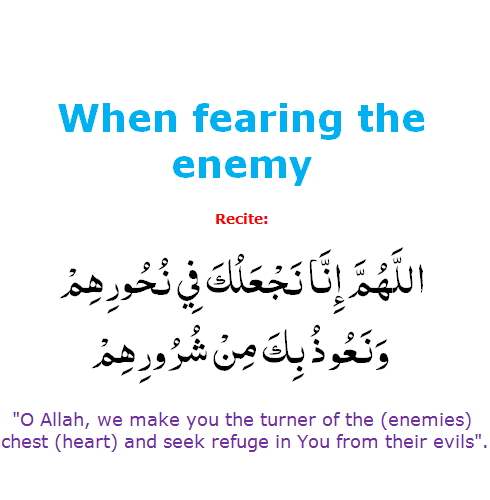 When fearing the
enemy
Recite:
اللَّهُمَّ إِنَّا نَجْعَلُكَ فِي نُحُورِهِمْ
وَنَعُوذُ بِكَ مِنْ شُرُورِهِمْ
"O Allah, we make you the turner of the (enemies)
chest (heart) and seek refuge in You from their evils".